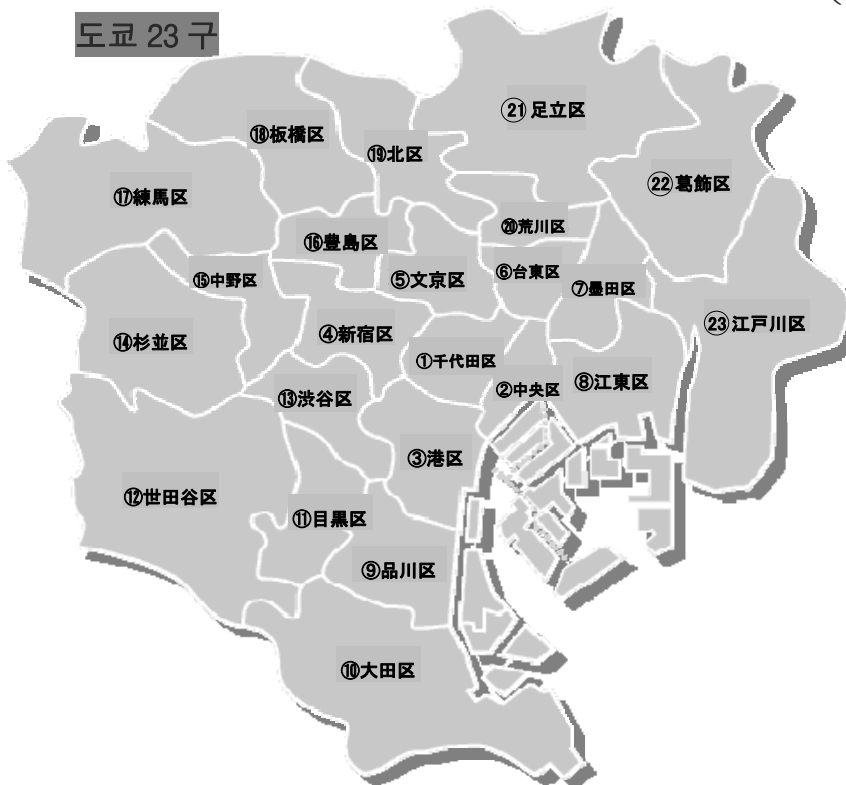 도쿄 23 구
㉑足立区
⑱板橋区
⑲北区
㉒葛飾区
⑰練馬区
⑳荒川区
⑯豊島区
⑥台東区
⑮中野区
⑤文京区
⑦墨田区
㉓江戸川区
④新宿区
⑭杉並区
①千代田区
⑧江東区
②中央区
⑬渋谷区
③港区
⑫世田谷区
⑪目黒区
⑨品川区
⑩大田区